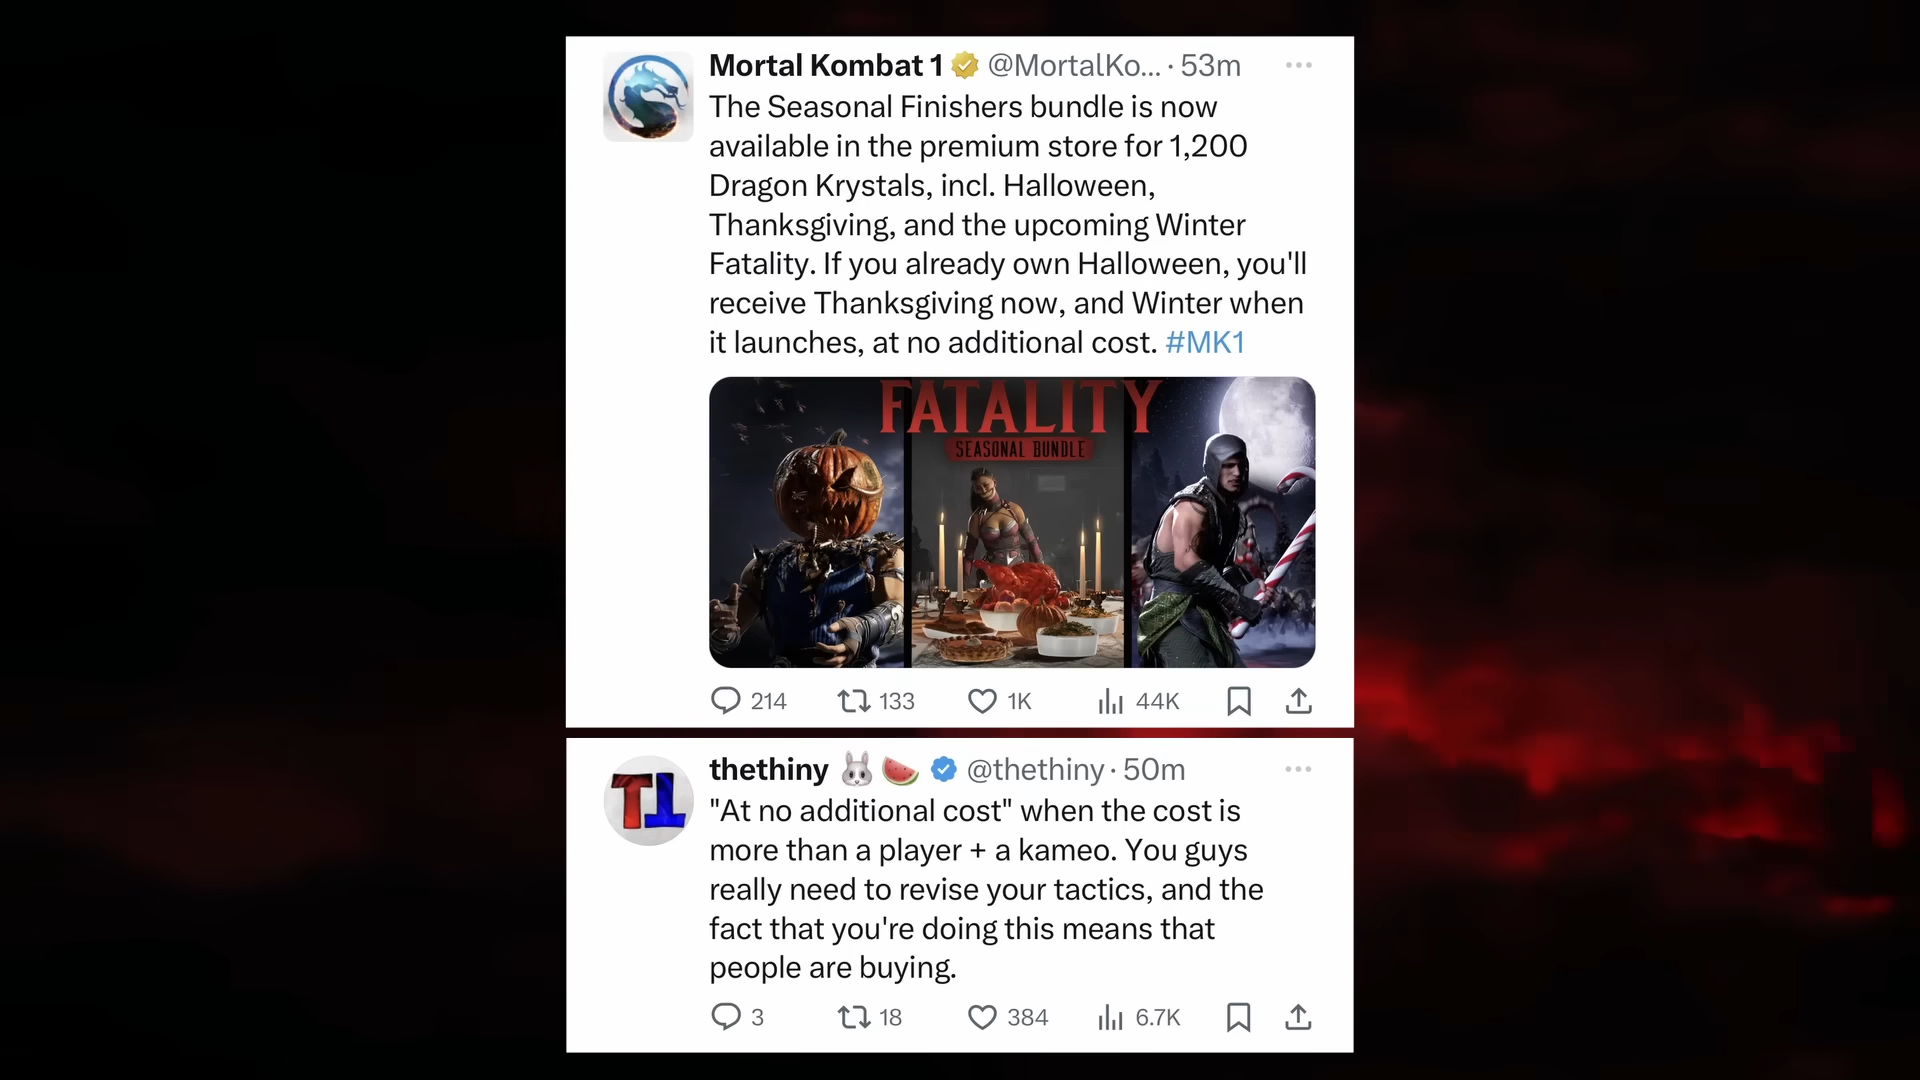 Mortal Kombat 1 @MortalKo... · 53m
The Seasonal Finishers bundle is now
available in the premium store for 1,200
Dragon Krystals, incl. Halloween,
Thanksgiving, and the upcoming Winter
Fatality. If you already own Halloween, you'll
receive Thanksgiving now, and Winter when
it launches, at no additional cost. #MK1
FATALITY
SEASONAL BUNDLE
214 133 1K 44K
TT
thethiny 🐰 🍉 @thethiny · 50m
"At no additional cost" when the cost is
more than a player + a kameo. You guys
really need to revise your tactics, and the
fact that you're doing this means that
people are buying.
3 18 384 6.7K